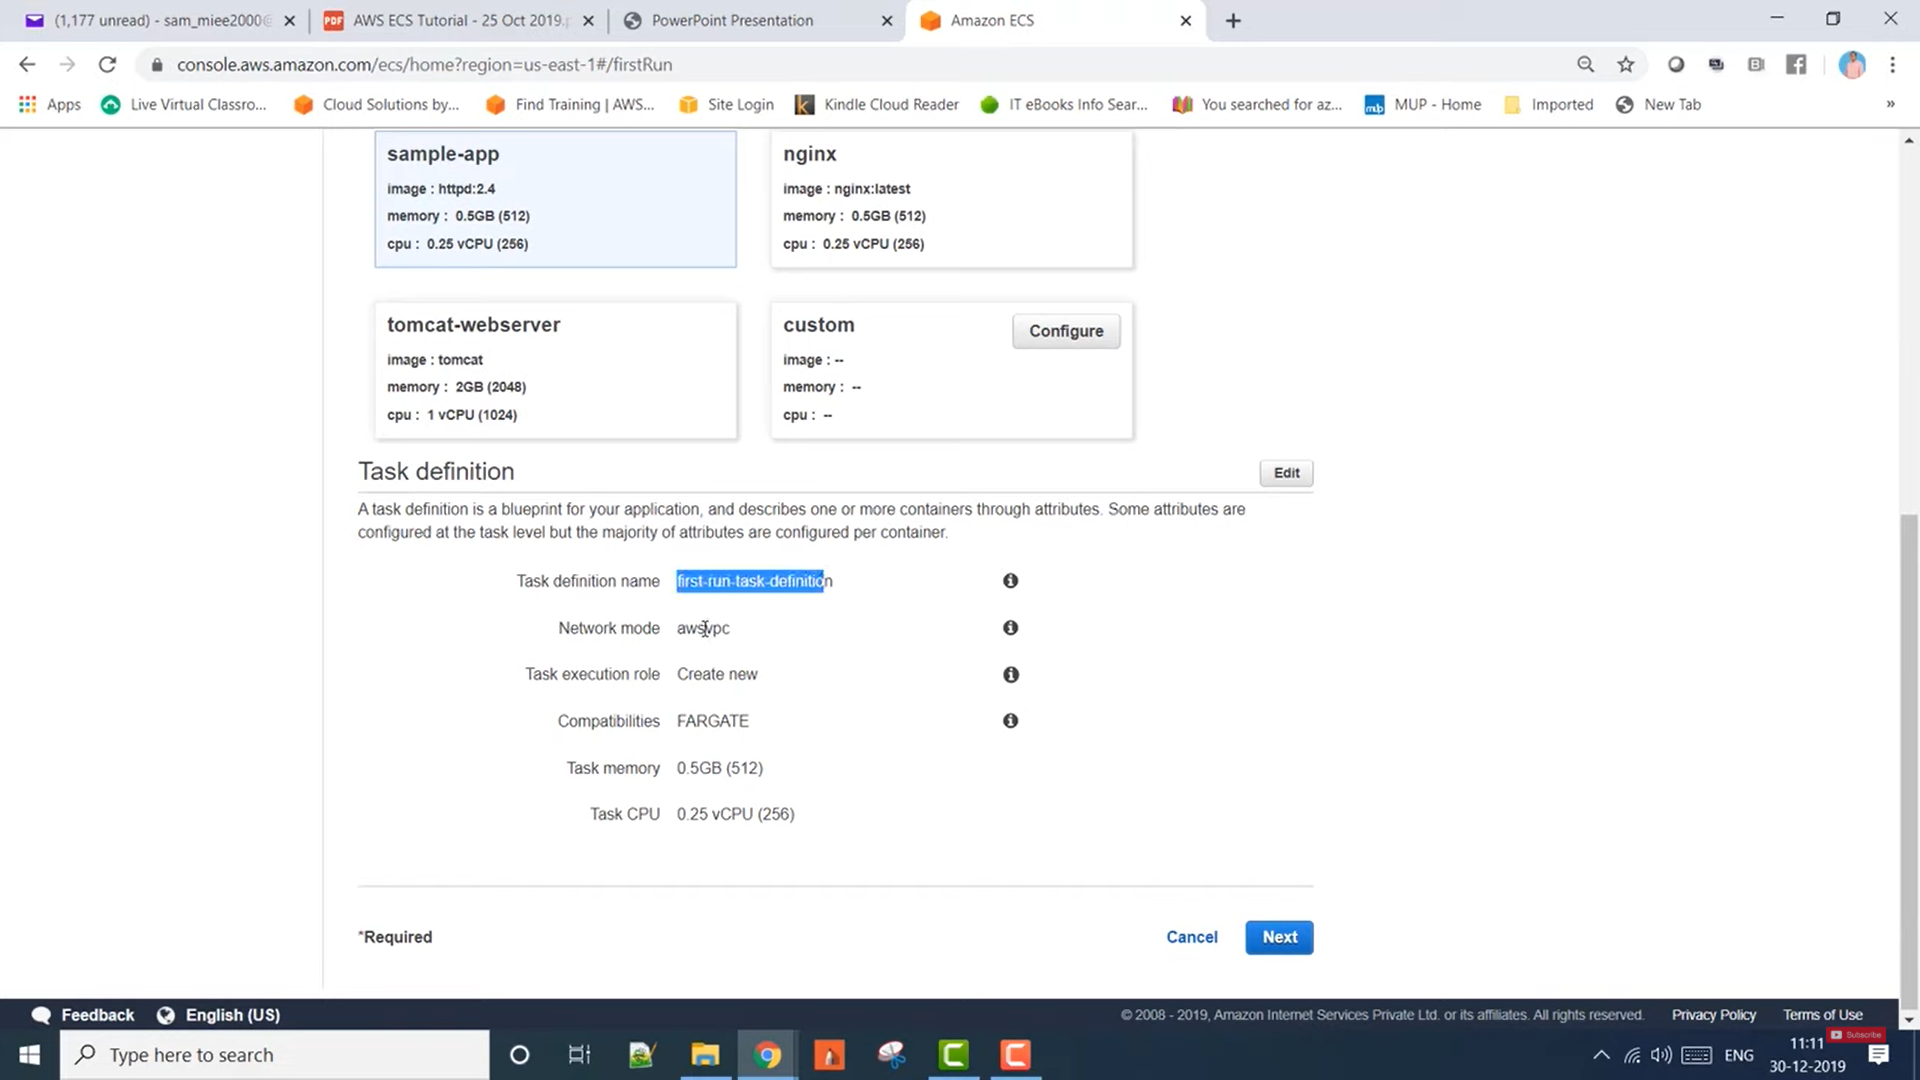 (1,177 unread) - sam_miee2000@
AWS ECS Tutorial - 25 Oct 2019.p
PowerPoint Presentation
Amazon ECS
console.aws.amazon.com/ecs/home?region=us-east-1#/firstRun
Apps
Live Virtual Classro...
Cloud Solutions by...
Find Training | AWS...
Site Login
Kindle Cloud Reader
IT eBooks Info Sear...
You searched for az...
MUP - Home
Imported
New Tab
»
sample-app
image : httpd:2.4
memory : 0.5GB (512)
cpu : 0.25 vCPU (256)
nginx
image : nginx:latest
memory : 0.5GB (512)
cpu : 0.25 vCPU (256)
tomcat-webserver
image : tomcat
memory : 2GB (2048)
cpu : 1 vCPU (1024)
custom
Configure
image : --
memory : --
cpu : --
Task definition
Edit
A task definition is a blueprint for your application, and describes one or more containers through attributes. Some attributes are
configured at the task level but the majority of attributes are configured per container.
Task definition name first-run-task-definition
Network mode awsvpc
Task execution role Create new
Compatibilities FARGATE
Task memory 0.5GB (512)
Task CPU 0.25 vCPU (256)
*Required
Cancel
Next
Feedback
English (US)
© 2008 - 2019, Amazon Internet Services Private Ltd. or its affiliates. All rights reserved.
Privacy Policy
Terms of Use
Subscribe
Type here to search
ENG
11:11
30-12-2019